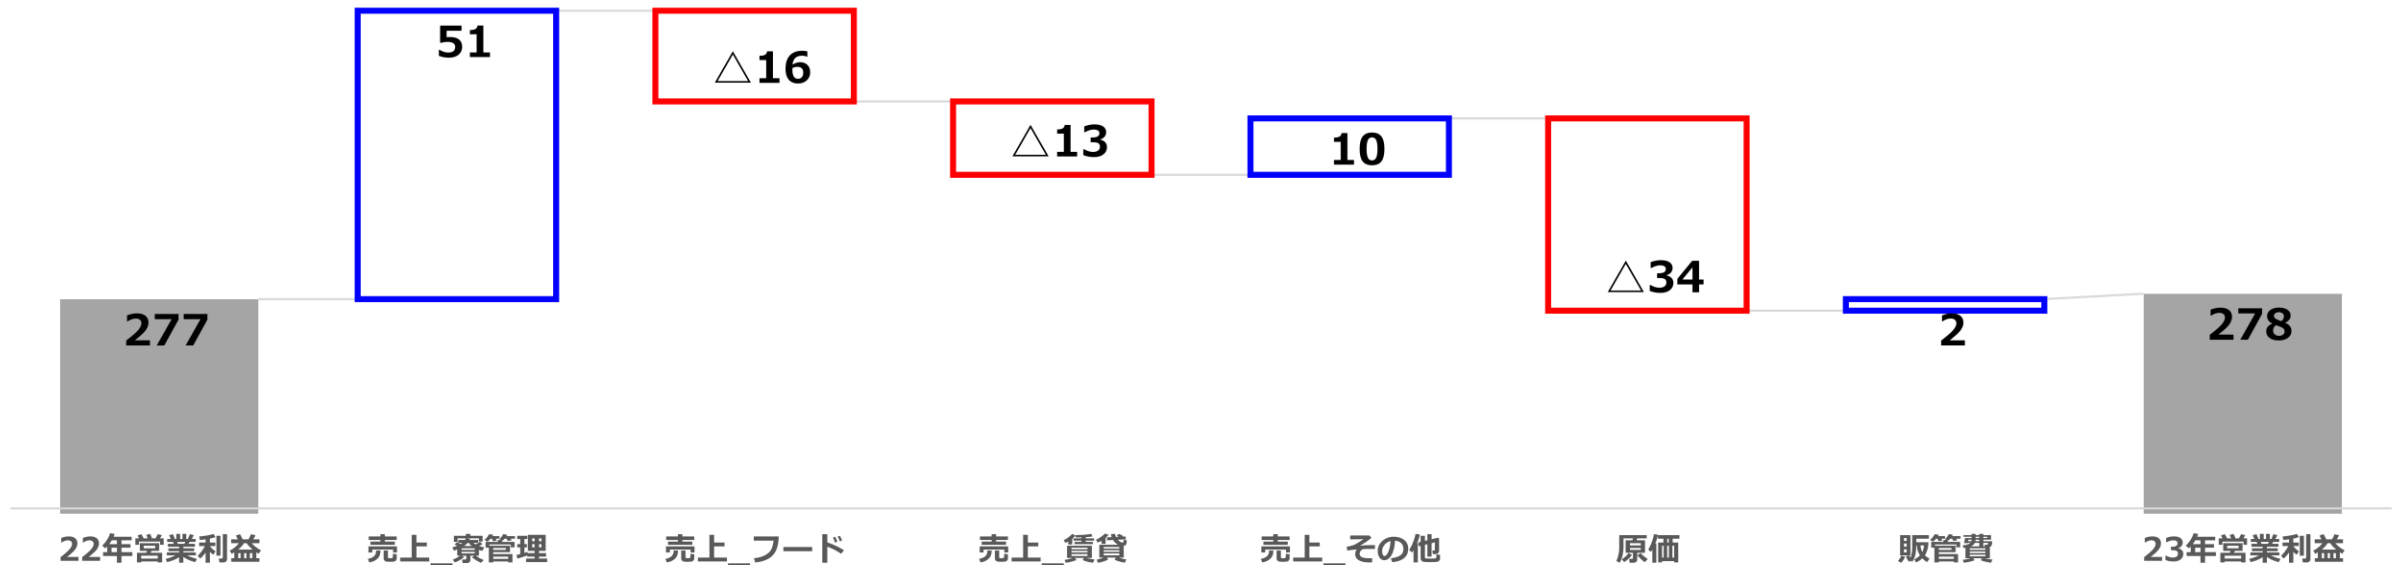 51
△16
△13
10
△34
277
2
278
22年営業利益
売上_寮管理
売上_フード
売上_賃貸
売上_その他
原価
販管費
23年営業利益